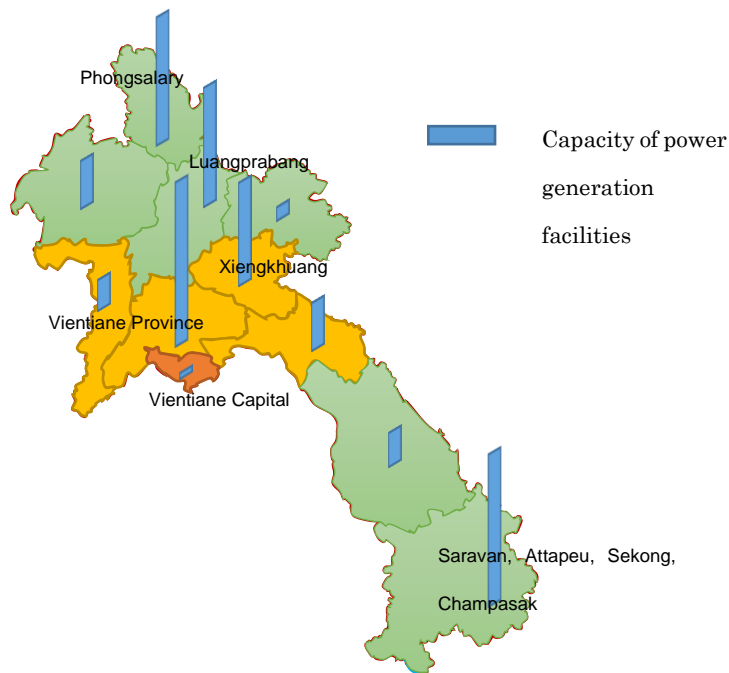 Phongsalary
Luangprabang
Xiengkhuang
Vientiane Province
Vientiane Capital
Saravan, Attapeu, Sekong,
Champasak
Capacity of power
generation
facilities